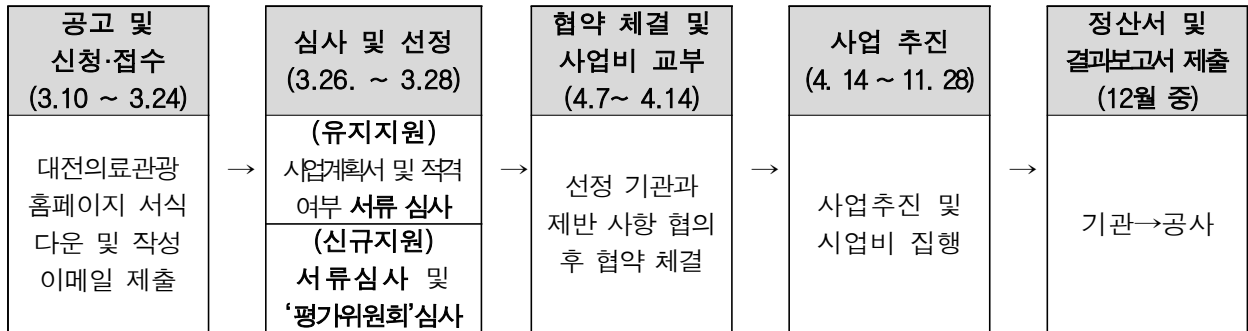 공고 및
신청·접수
(3.10 ~ 3.24)
대전의료관광
홈페이지 서식
다운 및 작성
이메일 제출
→
심사 및 선정
(3.26. ~ 3.28)
(유지지원)
사업계획서 및 적격
여부 서류 심사
(신규지원)
서류심사 및
‘평가위원회’심사
→
협약 체결 및
사업비 교부
(4.7~ 4.14)
선정 기관과
제반 사항 협의
후 협약 체결
→
사업 추진
(4. 14 ~ 11. 28)
사업추진 및
시업비 집행
→
정산서 및
결과보고서 제출
(12월 중)
기관→공사